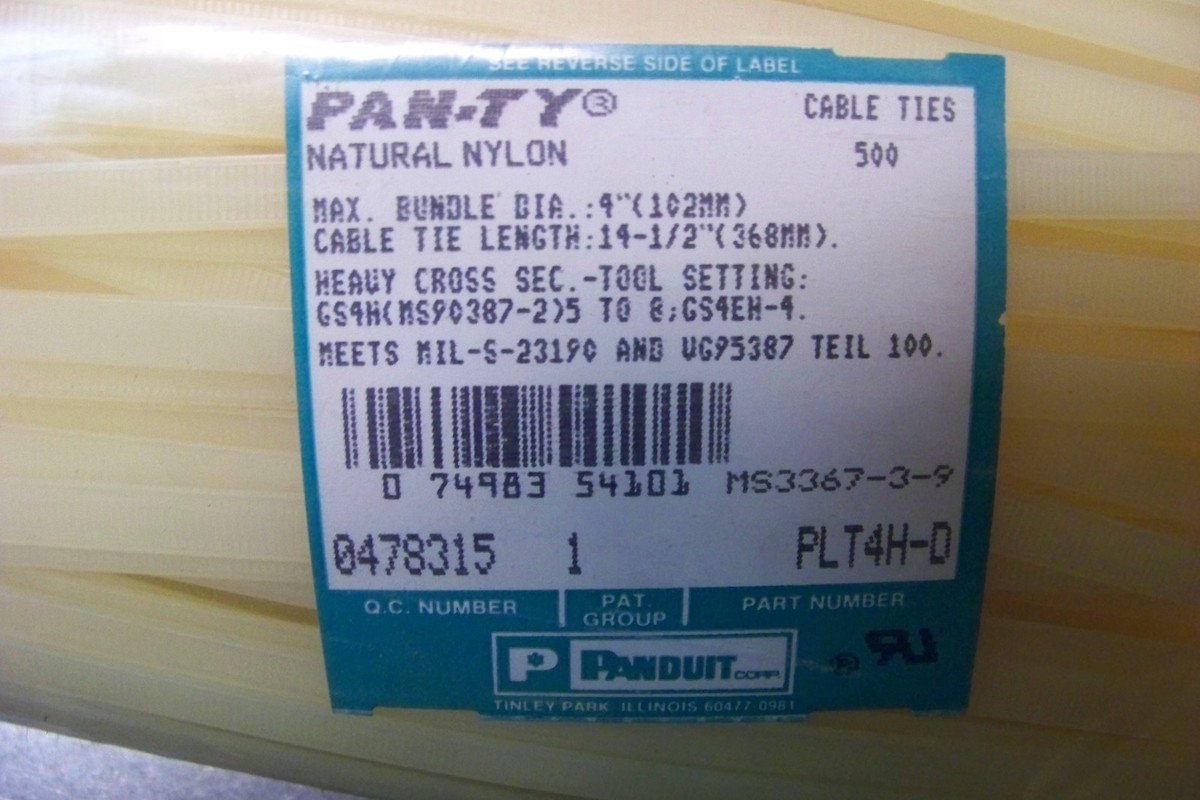 SEE REVERSE SIDE OF LABEL
PAN-TY® CABLE TIES
NATURAL NYLON 500
MAX. BUNDLE DIA.:4"(102MM)
CABLE TIE LENGTH:14-1/2"(368MM).
HEAVY CROSS SEC.-TOOL SETTING:
GS4H(MS90387-2)5 TO 8;GS4EH-4.
MEETS MIL-S-23190 AND VG95387 TEIL 100.
0 74983 54101 MS3367-3-9
0478315 1 PLT4H-D
Q.C. NUMBER PAT. GROUP PART NUMBER
P PANDUIT CORP. ® RU
TINLEY PARK, ILLINOIS 60477-0981